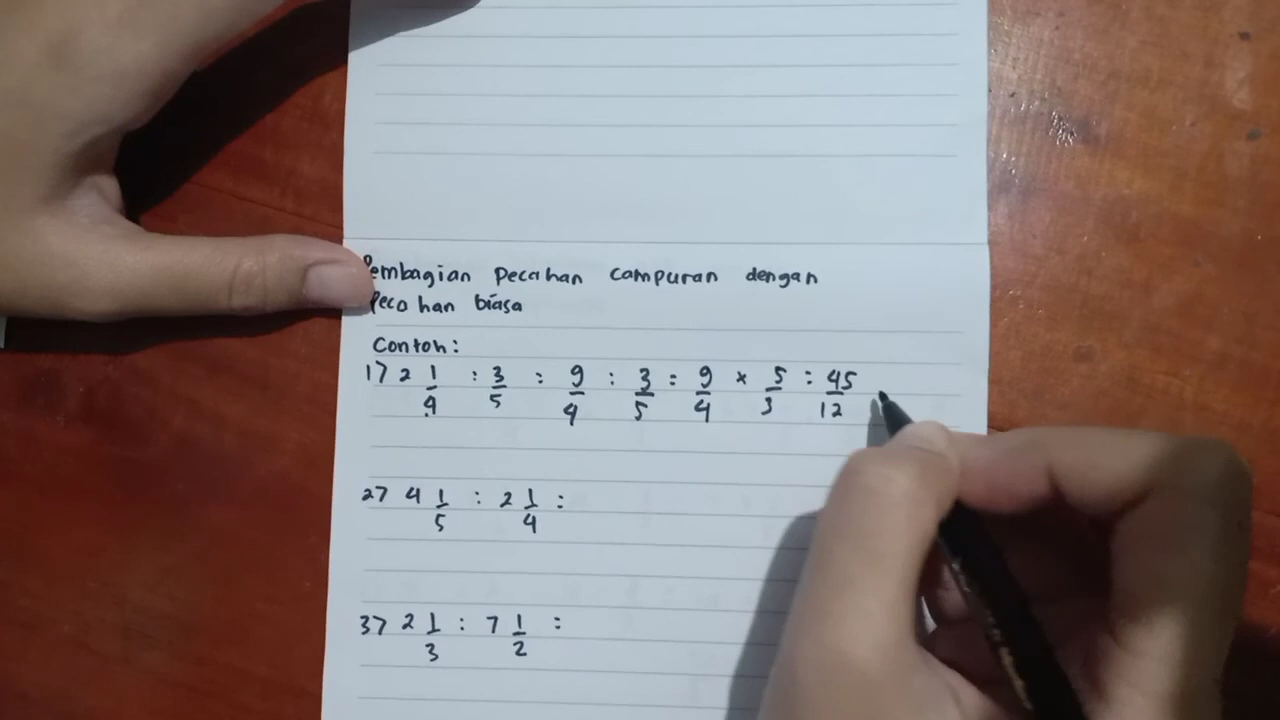 Pembagian Pecahan Campuran dengan
Pecahan biasa
Contoh:
1) 2 1/4 : 3/5 = 9/4 : 3/5 = 9/4 × 5/3 = 45/12
2) 4 1/5 : 2 1/4 =
3) 2 1/3 : 7 1/2 =